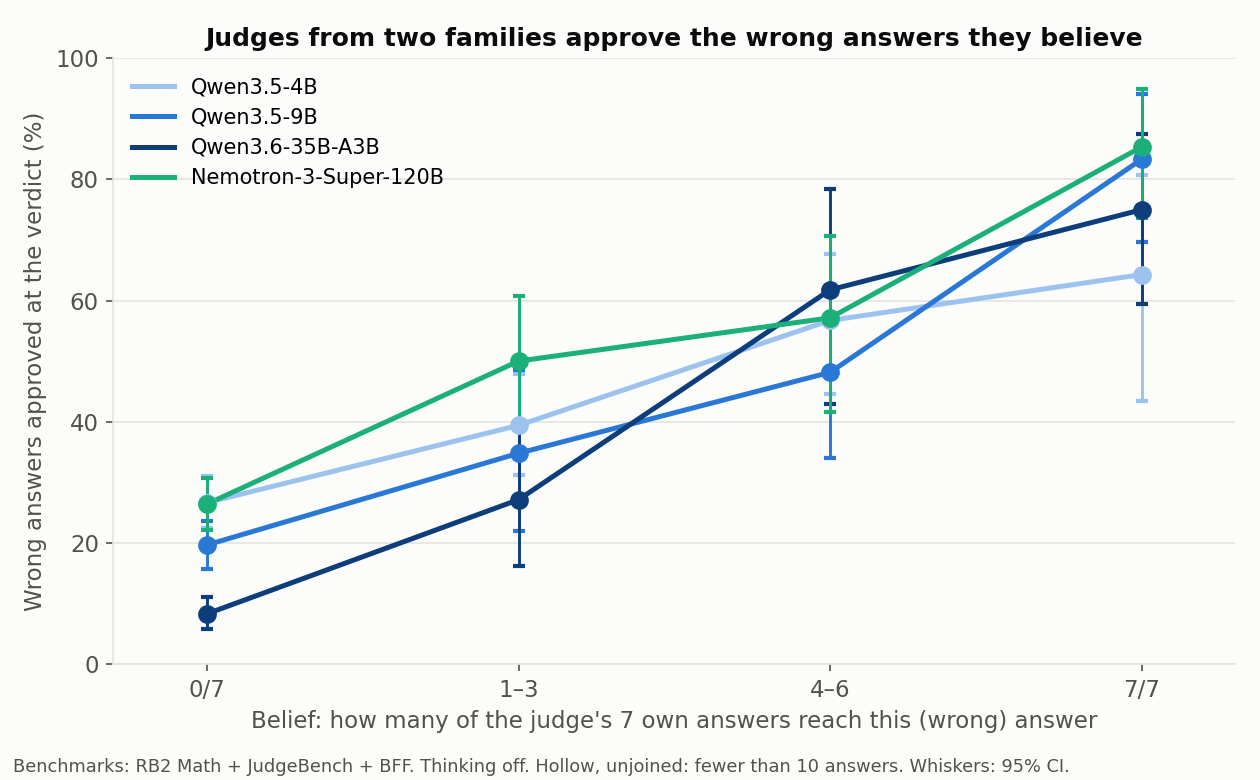 Judges from two families approve the wrong answers they believe
Wrong answers approved at the verdict (%)
100
80
60
40
20
0
Qwen3.5-4B
Qwen3.5-9B
Qwen3.6-35B-A3B
Nemotron-3-Super-120B
0/7
1–3
4–6
7/7
Belief: how many of the judge's 7 own answers reach this (wrong) answer
Benchmarks: RB2 Math + JudgeBench + BFF. Thinking off. Hollow, unjoined: fewer than 10 answers. Whiskers: 95% CI.